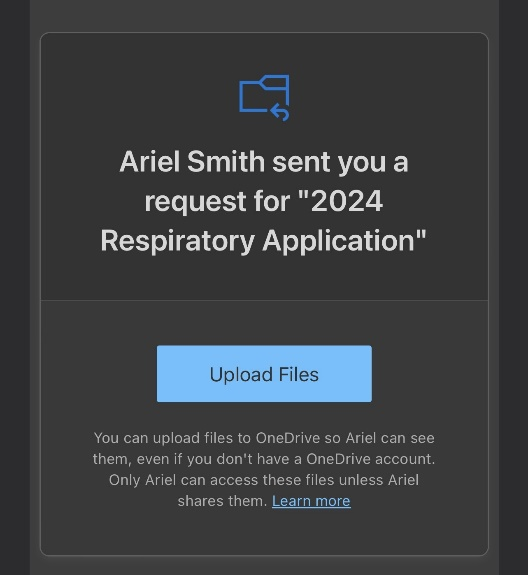 Ariel Smith sent you a
request for "2024
Respiratory Application"
Upload Files
You can upload files to OneDrive so Ariel can see
them, even if you don't have a OneDrive account.
Only Ariel can access these files unless Ariel
shares them. Learn more